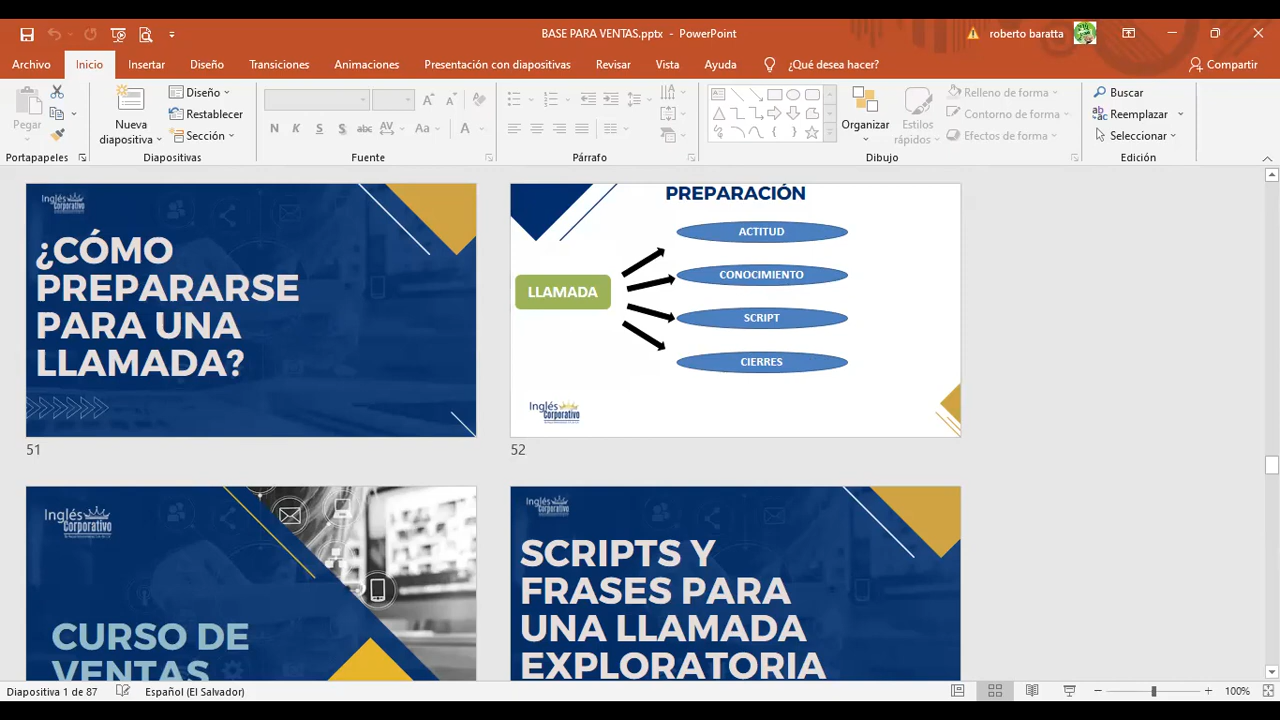 BASE PARA VENTAS.pptx - PowerPoint
roberto baratta
Archivo Inicio Insertar Diseño Transiciones Animaciones Presentación con diapositivas Revisar Vista Ayuda ¿Qué desea hacer? Compartir
Pegar
Nueva diapositiva
Diseño
Restablecer
Sección
N K S S abc AV Aa A
Organizar
Estilos rápidos
Relleno de forma
Contorno de forma
Efectos de forma
Buscar
Reemplazar
Seleccionar
Portapapeles Diapositivas Fuente Párrafo Dibujo Edición
Inglés
Corporativo
¿CÓMO
PREPARARSE
PARA UNA
LLAMADA?
51
PREPARACIÓN
LLAMADA
ACTITUD
CONOCIMIENTO
SCRIPT
CIERRES
Inglés
Corporativo
52
Inglés
Corporativo
CURSO DE
VENTAS
Inglés
Corporativo
SCRIPTS Y
FRASES PARA
UNA LLAMADA
EXPLORATORIA
Diapositiva 1 de 87 Español (El Salvador) 100%